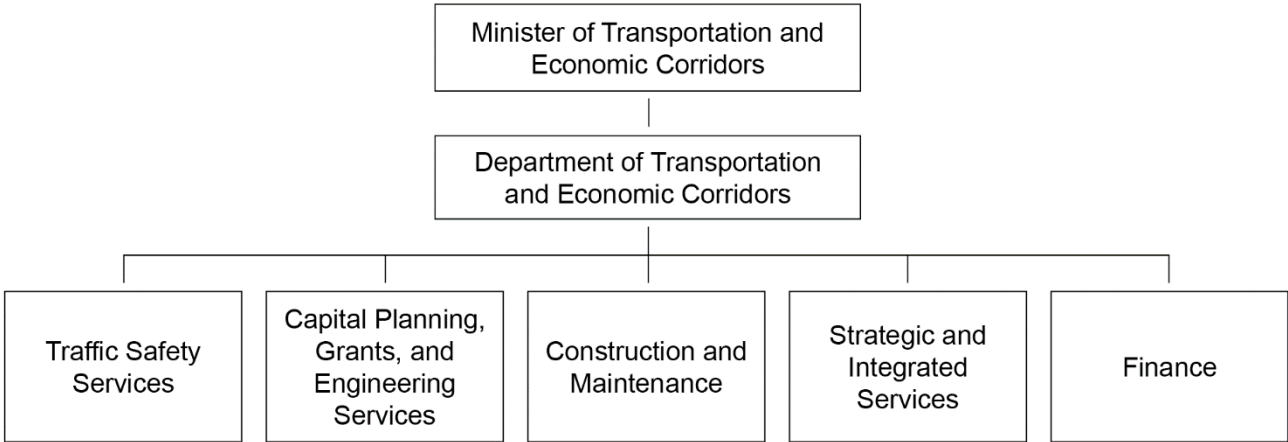 Minister of Transportation and
Economic Corridors
Department of Transportation
and Economic Corridors
Traffic Safety
Services
Capital Planning,
Grants, and
Engineering
Services
Construction and
Maintenance
Strategic and
Integrated
Services
Finance